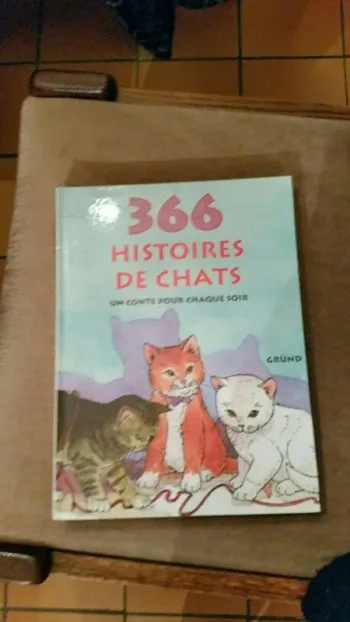 366
HISTOIRES
DE CHATS
UN CONTE POUR CHAQUE SOIR
GRÜND